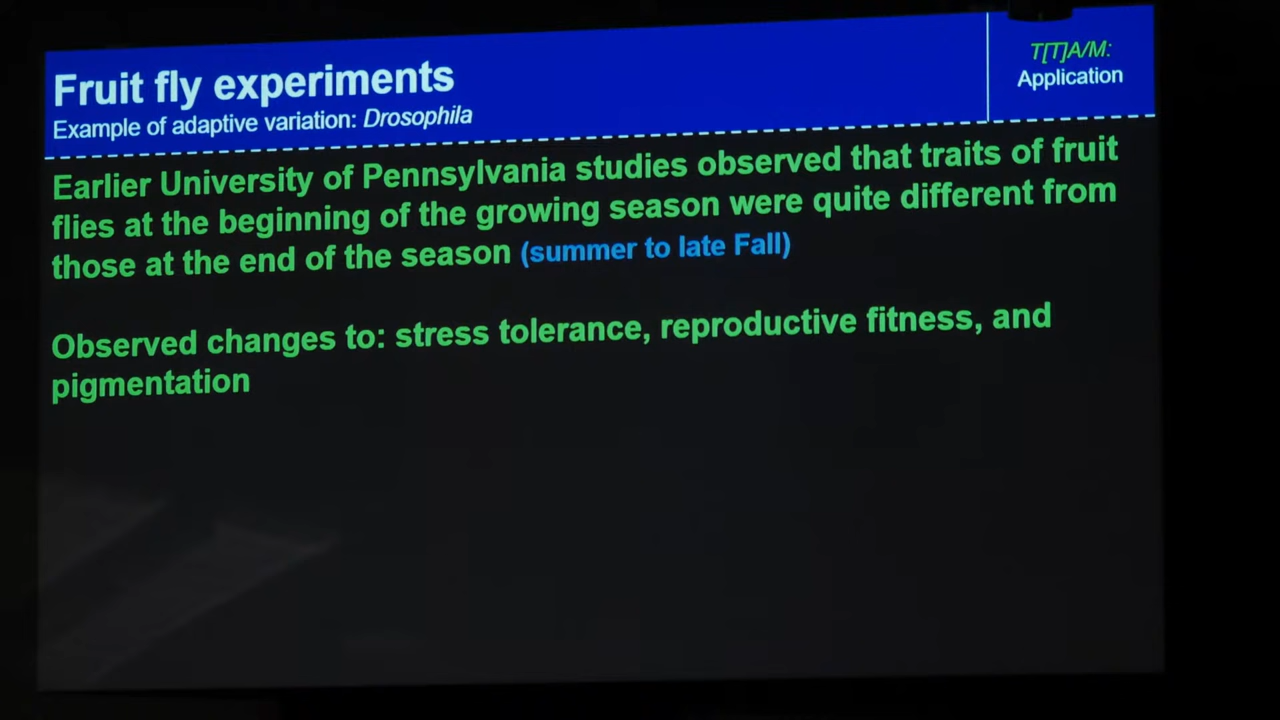 Fruit fly experiments
Example of adaptive variation: Drosophila
T[T]A/M:
Application
Earlier University of Pennsylvania studies observed that traits of fruit
flies at the beginning of the growing season were quite different from
those at the end of the season (summer to late Fall)
Observed changes to: stress tolerance, reproductive fitness, and
pigmentation